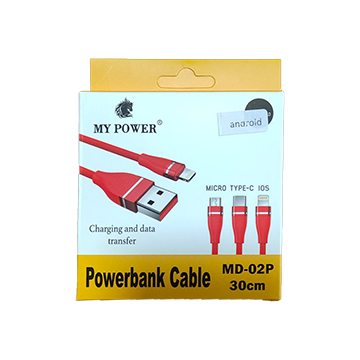 MY POWER®
android
MICRO TYPE-C IOS
Charging and data
transfer
Powerbank Cable
MD-02P
30cm